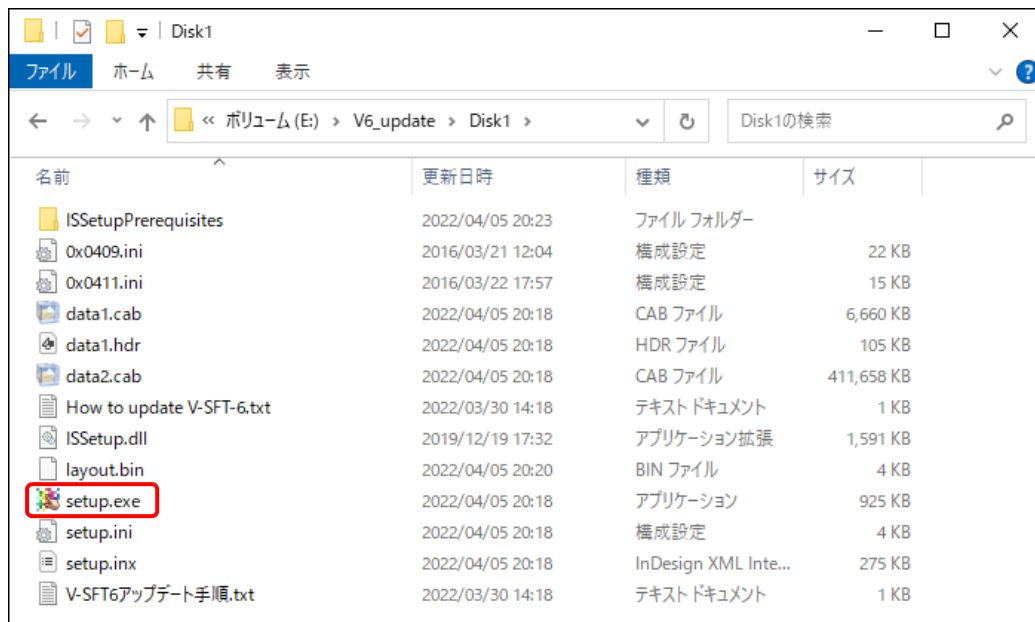 Disk1
ファイル ホーム 共有 表示
« ボリューム (E:) › V6_update › Disk1 › Disk1の検索
名前 更新日時 種類 サイズ
ISSetupPrerequisites 2022/04/05 20:23 ファイル フォルダー
0x0409.ini 2016/03/21 12:04 構成設定 22 KB
0x0411.ini 2016/03/22 17:57 構成設定 15 KB
data1.cab 2022/04/05 20:18 CAB ファイル 6,660 KB
data1.hdr 2022/04/05 20:18 HDR ファイル 105 KB
data2.cab 2022/04/05 20:18 CAB ファイル 411,658 KB
How to update V-SFT-6.txt 2022/03/30 14:18 テキスト ドキュメント 1 KB
ISSetup.dll 2019/12/19 17:32 アプリケーション拡張 1,591 KB
layout.bin 2022/04/05 20:20 BIN ファイル 4 KB
setup.exe 2022/04/05 20:18 アプリケーション 925 KB
setup.ini 2022/04/05 20:18 構成設定 4 KB
setup.inx 2022/04/05 20:18 InDesign XML Inte... 275 KB
V-SFT6アップデート手順.txt 2022/03/30 14:18 テキスト ドキュメント 1 KB